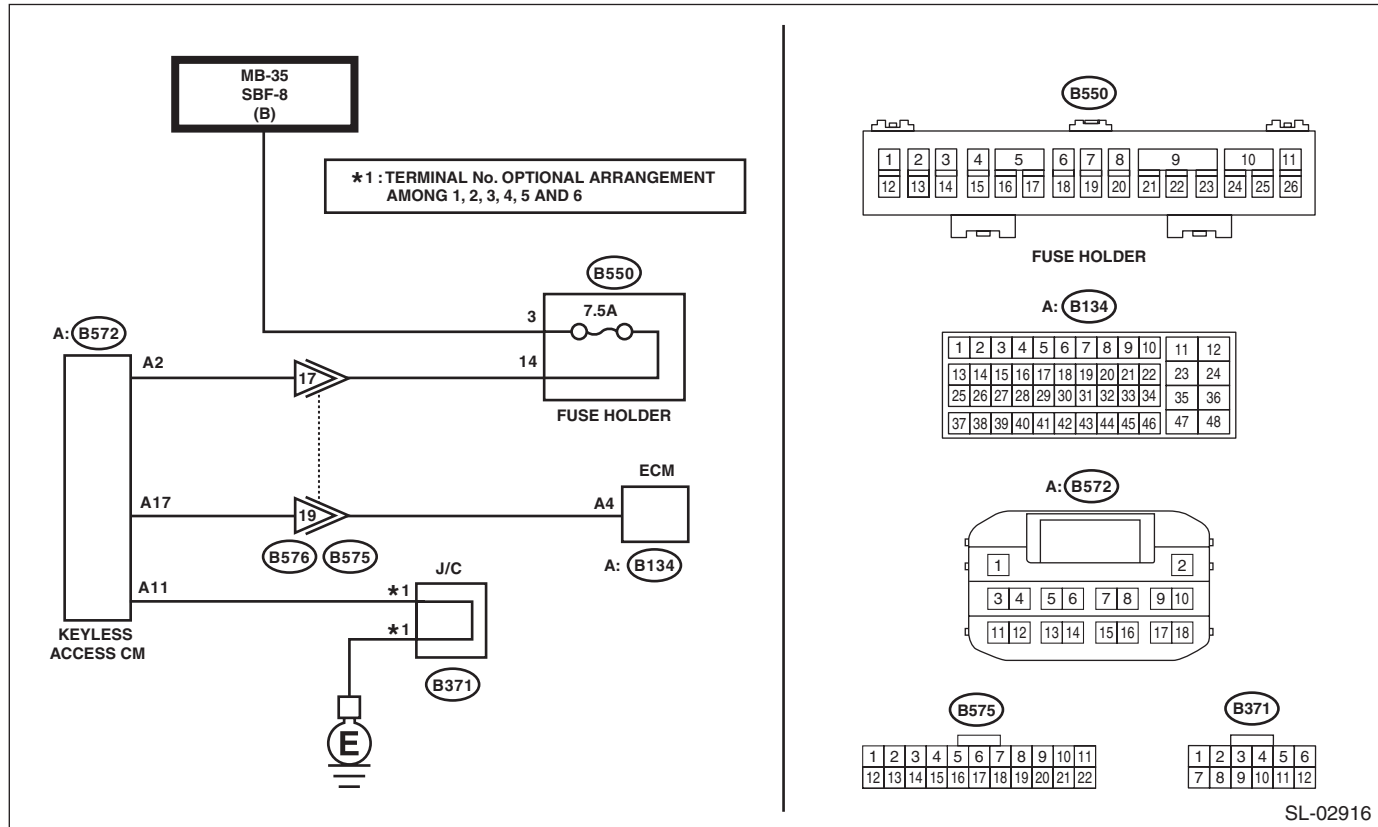 MB-35
SBF-8
(B)
*1 : TERMINAL No. OPTIONAL ARRANGEMENT
AMONG 1, 2, 3, 4, 5 AND 6
B550
7.5A
3
14
FUSE HOLDER
A: B572
A2
17
A17
19
B576 B575
A11
KEYLESS
ACCESS CM
ECM
A4
A: B134
J/C
*1
*1
B371
E
B550
1 2 3 4 5 6 7 8 9 10 11
12 13 14 15 16 17 18 19 20 21 22 23 24 25 26
FUSE HOLDER
A: B134
1 2 3 4 5 6 7 8 9 10 11 12
13 14 15 16 17 18 19 20 21 22 23 24
25 26 27 28 29 30 31 32 33 34 35 36
37 38 39 40 41 42 43 44 45 46 47 48
A: B572
1 2
3 4 5 6 7 8 9 10
11 12 13 14 15 16 17 18
B575
1 2 3 4 5 6 7 8 9 10 11
12 13 14 15 16 17 18 19 20 21 22
B371
1 2 3 4 5 6
7 8 9 10 11 12
SL-02916